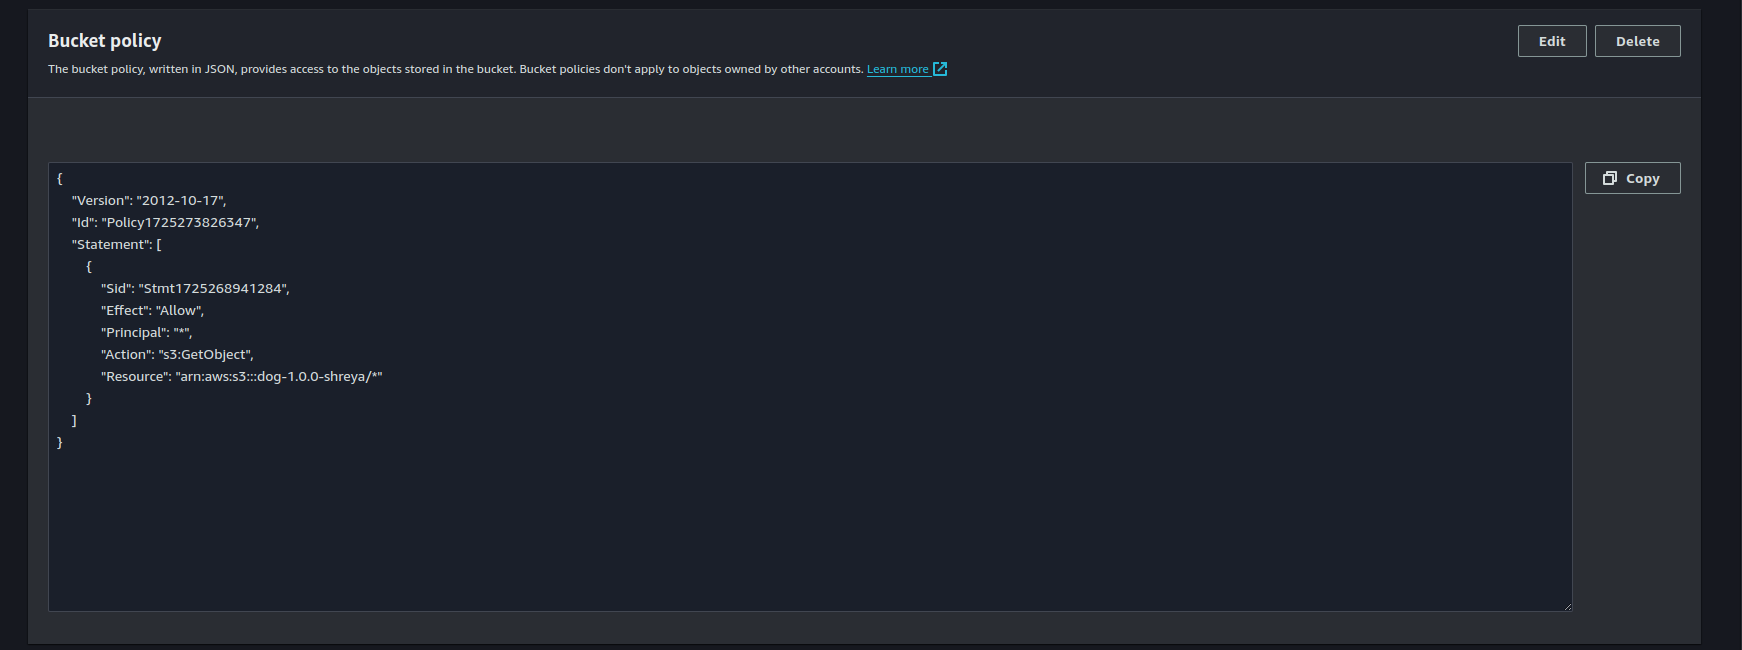 Bucket policy
Edit
Delete
The bucket policy, written in JSON, provides access to the objects stored in the bucket. Bucket policies don't apply to objects owned by other accounts. Learn more
Copy
{
"Version": "2012-10-17",
"Id": "Policy1725273826347",
"Statement": [
{
"Sid": "Stmt1725268941284",
"Effect": "Allow",
"Principal": "*",
"Action": "s3:GetObject",
"Resource": "arn:aws:s3:::dog-1.0.0-shreya/*"
}
]
}